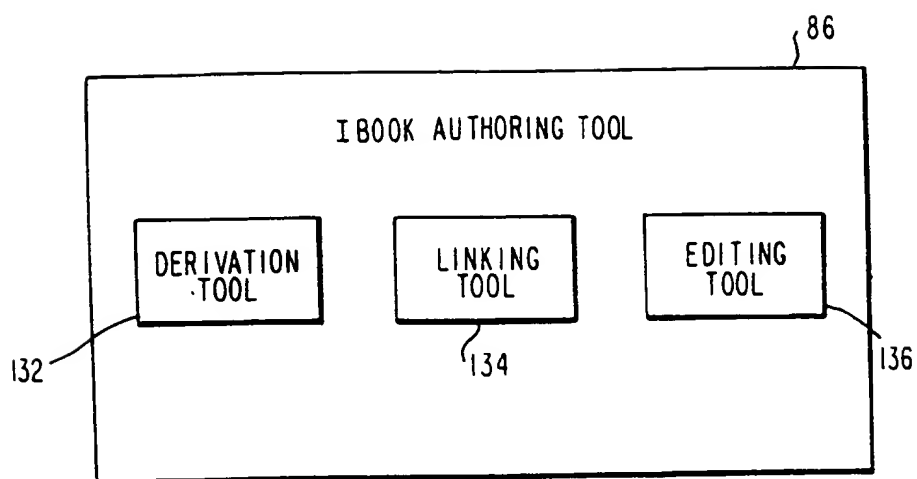 86
IBOOK AUTHORING TOOL
DERIVATION
TOOL
LINKING
TOOL
EDITING
TOOL
132
134
136